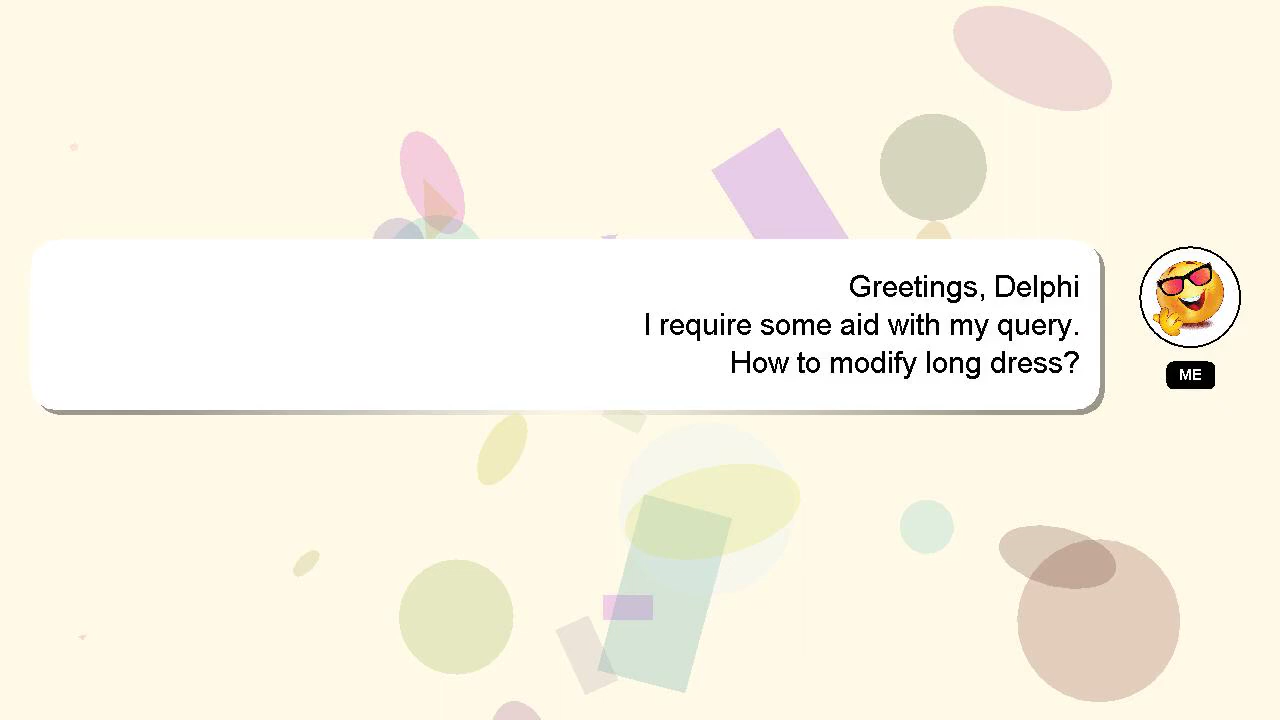 Greetings, Delphi
I require some aid with my query.
How to modify long dress?
ME